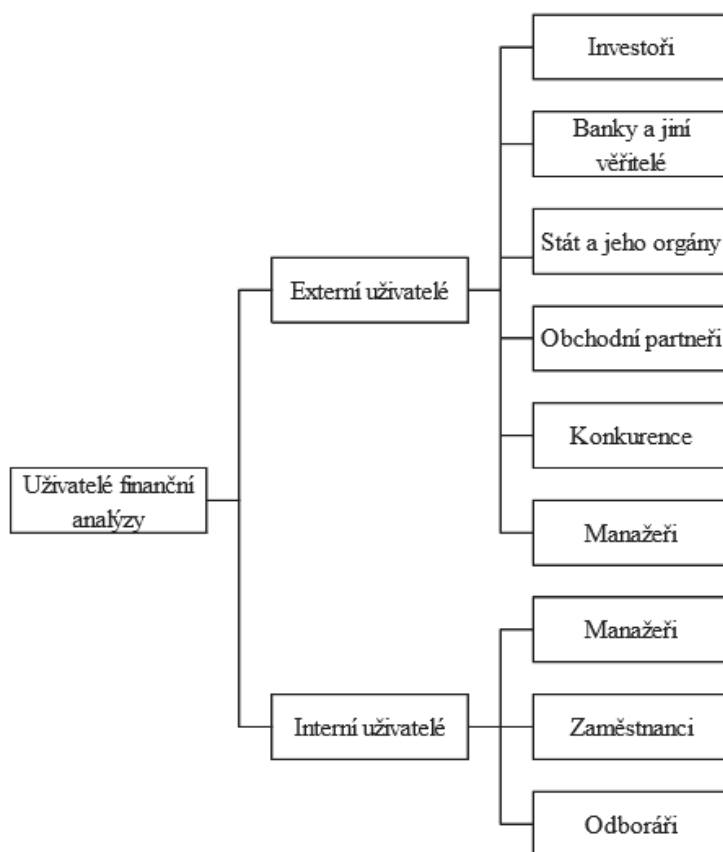 Investoři
Banky a jiní
věřitelé
Stát a jeho orgány
Externí uživatelé
Obchodní partneři
Konkurence
Uživatelé finanční
analýzy
Manažeři
Manažeři
Interní uživatelé
Zaměstnanci
Odboráři